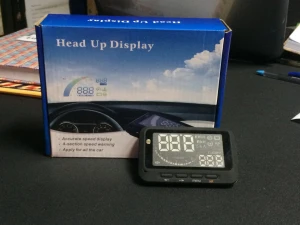 Head Up Display
Head Up Display
888
Accurate speed display
4-section speed warning
Apply for all the car
888
888